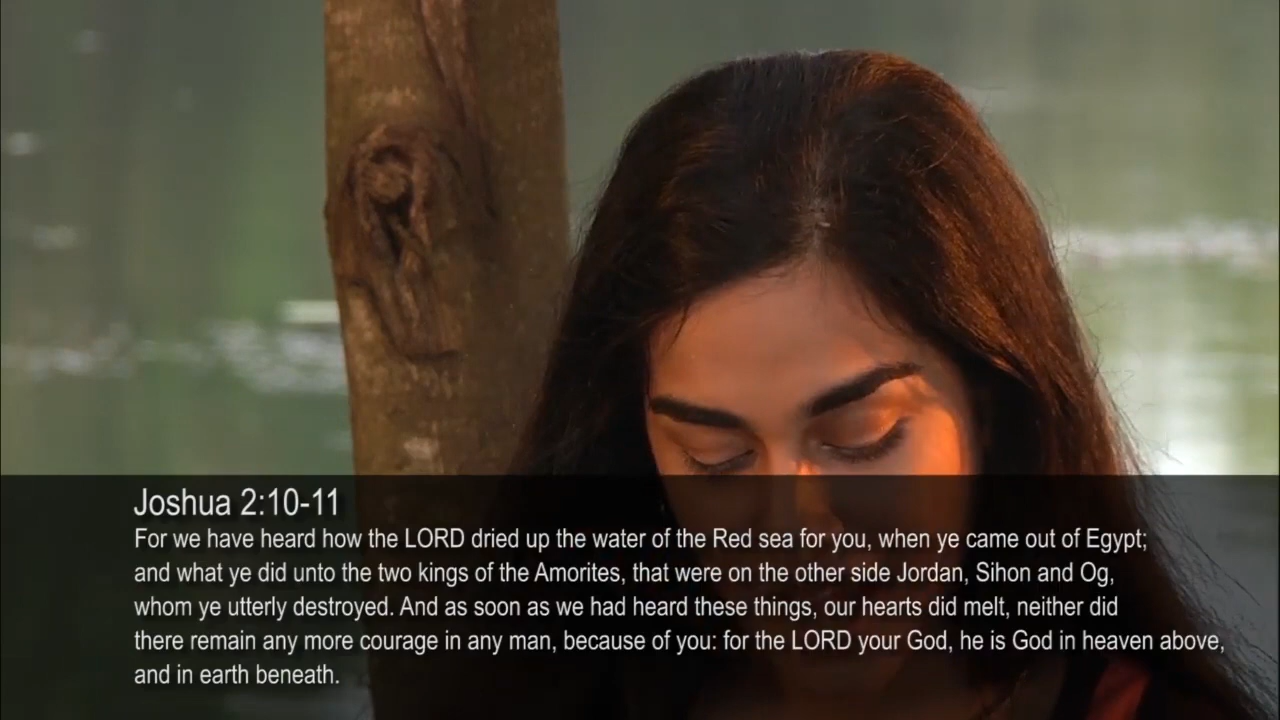 Joshua 2:10-11
For we have heard how the LORD dried up the water of the Red sea for you, when ye came out of Egypt;
and what ye did unto the two kings of the Amorites, that were on the other side Jordan, Sihon and Og,
whom ye utterly destroyed. And as soon as we had heard these things, our hearts did melt, neither did
there remain any more courage in any man, because of you: for the LORD your God, he is God in heaven above,
and in earth beneath.